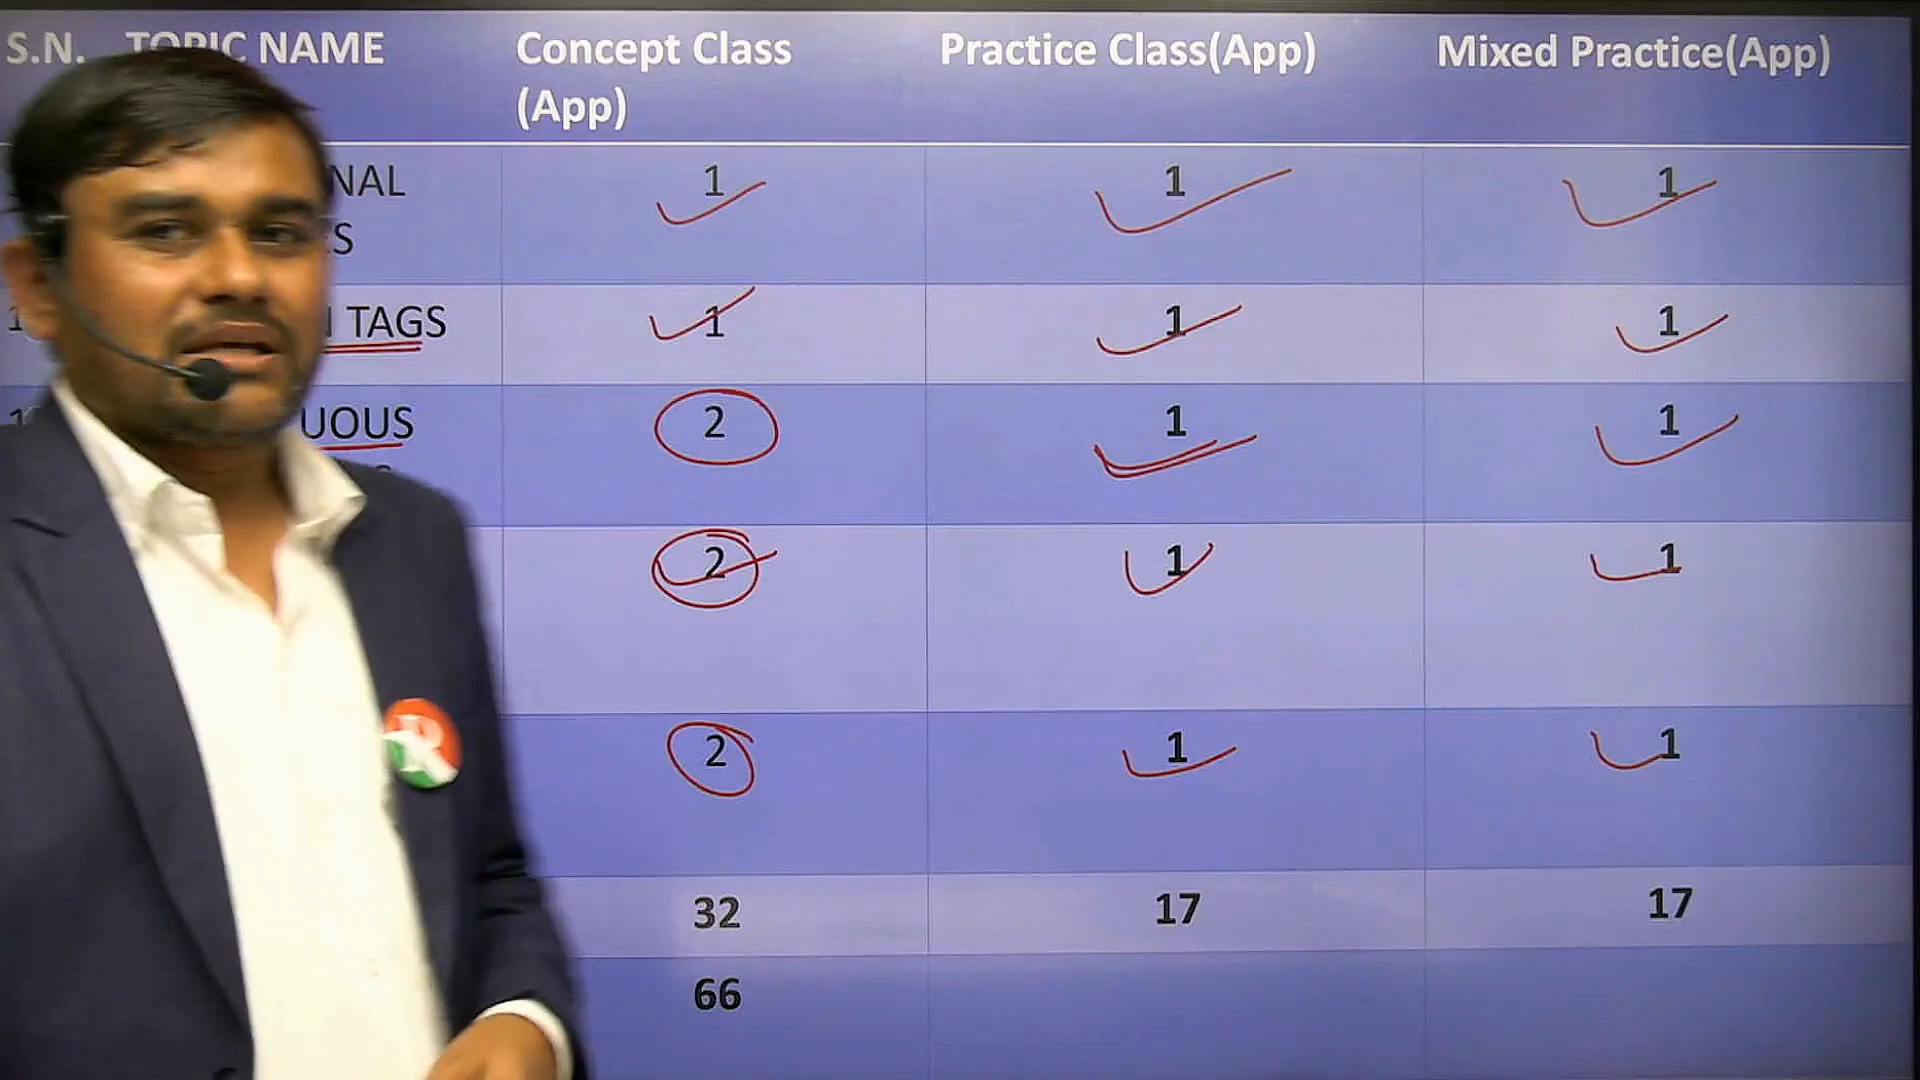 S.N. TOPIC NAME Concept Class (App) Practice Class(App) Mixed Practice(App)
NAL 1 1 1
S
TAGS 1 1 1
UOUS 2 1 1
2 1 1
2 1 1
32 17 17
66